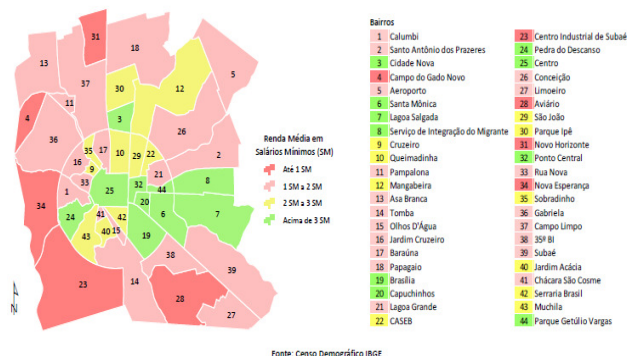 31
18
13
5
37
30
12
11
4
3
26
36
35
17
10
29
22
2
16
9
21
33
1
25
32
44
8
34
20
24
41
42
6
7
43
40
15
19
38
39
23
14
28
27
N
Renda Média em
Salários Mínimos (SM)
Até 1 SM
1 SM a 2 SM
2 SM a 3 SM
Acima de 3 SM
Bairros
1 Calumbi
2 Santo Antônio dos Prazeres
3 Cidade Nova
4 Campo do Gado Novo
5 Aeroporto
6 Santa Mônica
7 Lagoa Salgada
8 Serviço de Integração do Migrante
9 Cruzeiro
10 Queimadinha
11 Pampalona
12 Mangabeira
13 Asa Branca
14 Tomba
15 Olhos D'Água
16 Jardim Cruzeiro
17 Baraúna
18 Papagaio
19 Brasília
20 Capuchinhos
21 Lagoa Grande
22 CASEB
23 Centro Industrial de Subaé
24 Pedra do Descanso
25 Centro
26 Conceição
27 Limoeiro
28 Aviário
29 São João
30 Parque Ipê
31 Novo Horizonte
32 Ponto Central
33 Rua Nova
34 Nova Esperança
35 Sobradinho
36 Gabriela
37 Campo Limpo
38 35º BI
39 Subaé
40 Jardim Acácia
41 Chácara São Cosme
42 Serraria Brasil
43 Muchila
44 Parque Getúlio Vargas
Fonte: Censo Demográfico IBGE